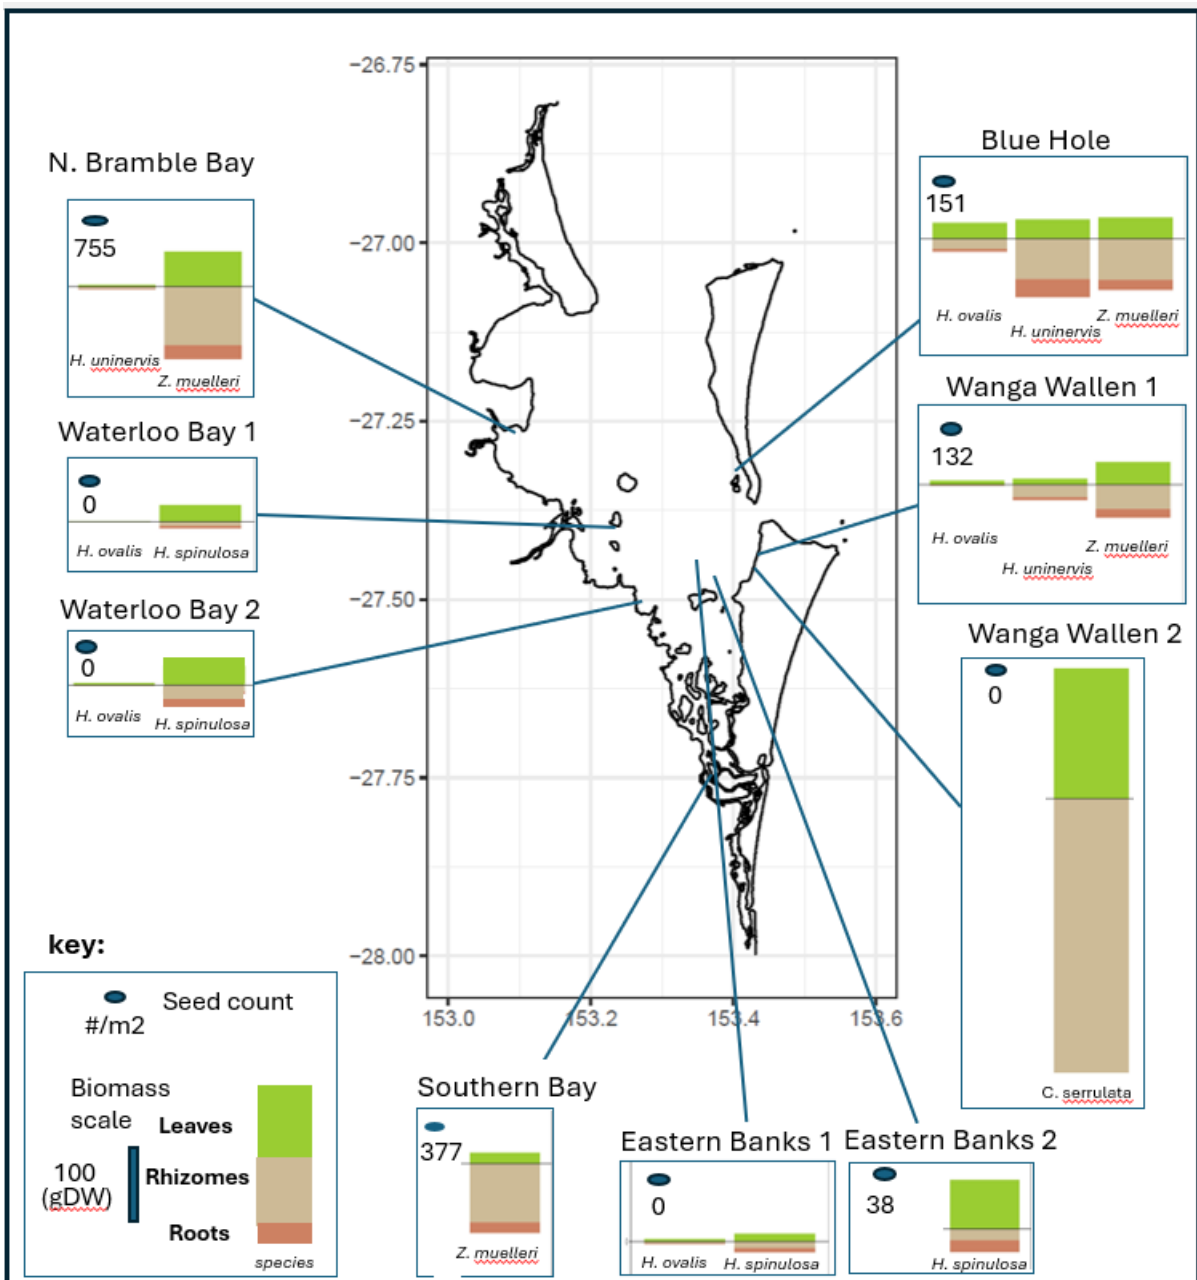 N. Bramble Bay
755
H. uninervis
Z. muelleri
Waterloo Bay 1
0
H. ovalis H. spinulosa
Waterloo Bay 2
0
H. ovalis H. spinulosa
−26.75
−27.00
−27.25
−27.50
−27.75
−28.00
153.0 153.2 153.4 153.6
Blue Hole
151
H. ovalis
H. uninervis
Z. muelleri
Wanga Wallen 1
132
H. ovalis
H. uninervis
Z. muelleri
Wanga Wallen 2
0
C. serrulata
key:
Seed count
#/m2
Biomass
scale
100
(gDW)
Leaves
Rhizomes
Roots
species
Southern Bay
377
Z. muelleri
Eastern Banks 1
0
H. ovalis H. spinulosa
Eastern Banks 2
38
H. spinulosa